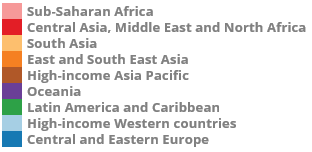 Sub-Saharan Africa
Central Asia, Middle East and North Africa
South Asia
East and South East Asia
High-income Asia Pacific
Oceania
Latin America and Caribbean
High-income Western countries
Central and Eastern Europe